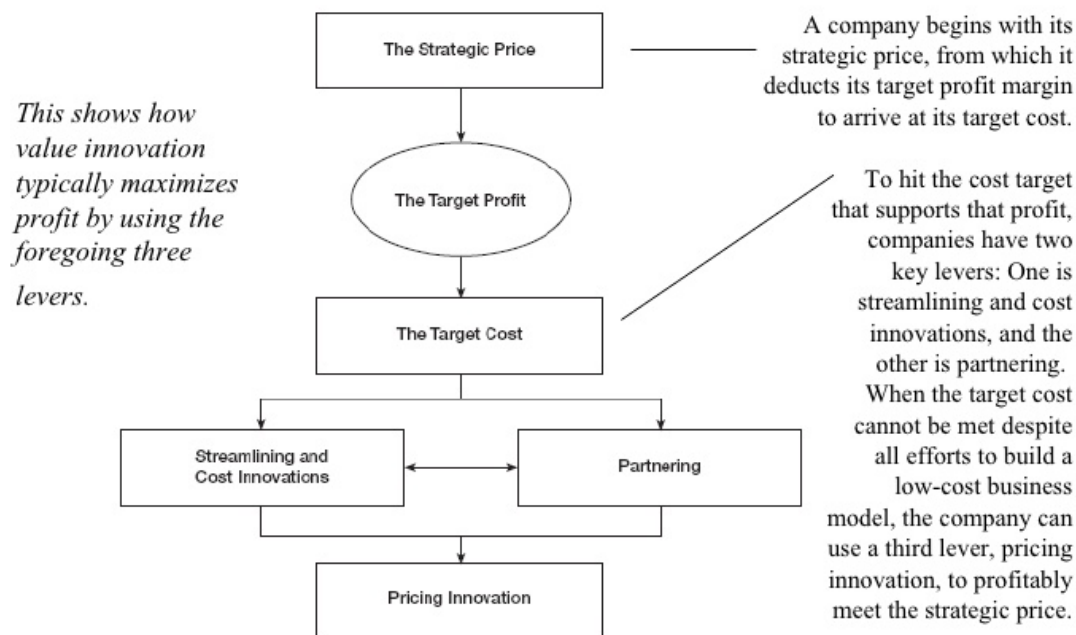 The Strategic Price
A company begins with its
strategic price, from which it
deducts its target profit margin
to arrive at its target cost.
This shows how
value innovation
typically maximizes
profit by using the
foregoing three
levers.
The Target Profit
The Target Cost
To hit the cost target
that supports that profit,
companies have two
key levers: One is
streamlining and cost
innovations, and the
other is partnering.
When the target cost
cannot be met despite
all efforts to build a
low-cost business
model, the company can
use a third lever, pricing
innovation, to profitably
meet the strategic price.
Streamlining and
Cost Innovations
Partnering
Pricing Innovation